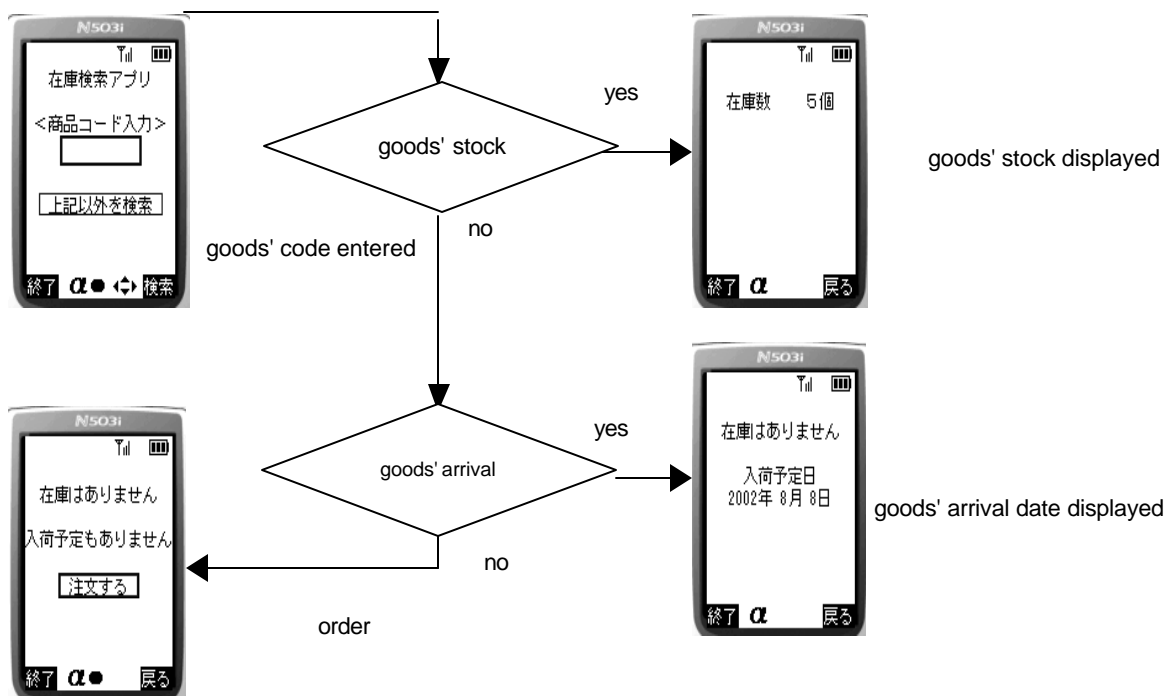 N503i
在庫検索アプリ
<商品コード入力>
上記以外を検索
終了 α 検索
goods' code entered
goods' stock
yes
no
N503i
在庫数 5個
終了 α 戻る
goods' stock displayed
goods' arrival
yes
no
N503i
在庫はありません
入荷予定日
2002年 8月 8日
終了 α 戻る
goods' arrival date displayed
N503i
在庫はありません
入荷予定もありません
注文する
終了 α 戻る
order